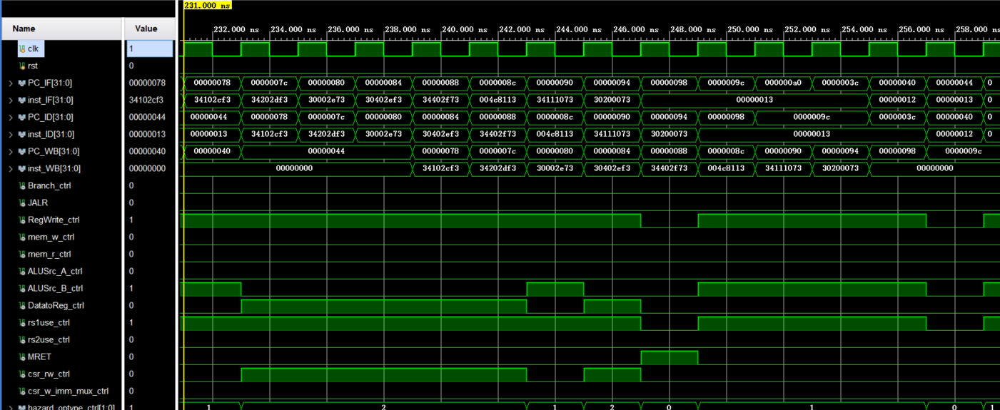 231.000 ns
Name Value
232.000 ns 234.000 ns 236.000 ns 238.000 ns 240.000 ns 242.000 ns 244.000 ns 246.000 ns 248.000 ns 250.000 ns 252.000 ns 254.000 ns 256.000 ns 258.000 ns
clk 1
rst 0
PC_IF[31:0] 00000078 00000078 0000007c 00000080 00000084 00000088 0000008c 00000090 00000094 00000098 0000009c 000000a0 0000003c 00000040 00000044 0
inst_IF[31:0] 34102cf3 34102cf3 34202df3 30002e73 30402ef3 34402f73 004c8113 34111073 30200073 00000013 00000012 00000013 0
PC_ID[31:0] 00000044 00000044 00000078 0000007c 00000080 00000084 00000088 0000008c 00000090 00000094 00000098 0000009c 0000003c 00000040 0
inst_ID[31:0] 00000013 00000013 34102cf3 34202df3 30002e73 30402ef3 34402f73 004c8113 34111073 30200073 00000013 00000012 0
PC_WB[31:0] 00000040 00000040 00000044 00000078 0000007c 00000080 00000084 00000088 0000008c 00000090 00000094 00000098 0000009c
inst_WB[31:0] 00000000 00000000 34102cf3 34202df3 30002e73 30402ef3 34402f73 004c8113 34111073 30200073 00000000
Branch_ctrl 0
JALR 0
RegWrite_ctrl 1
mem_w_ctrl 0
mem_r_ctrl 0
ALUSrc_A_ctrl 0
ALUSrc_B_ctrl 1
DatatoReg_ctrl 0
rs1use_ctrl 1
rs2use_ctrl 0
MRET 0
csr_rw_ctrl 0
csr_w_imm_mux_ctrl 0
hazard_optype_ctrl[1:0] 1 1 2 1 2 0 1 0 1